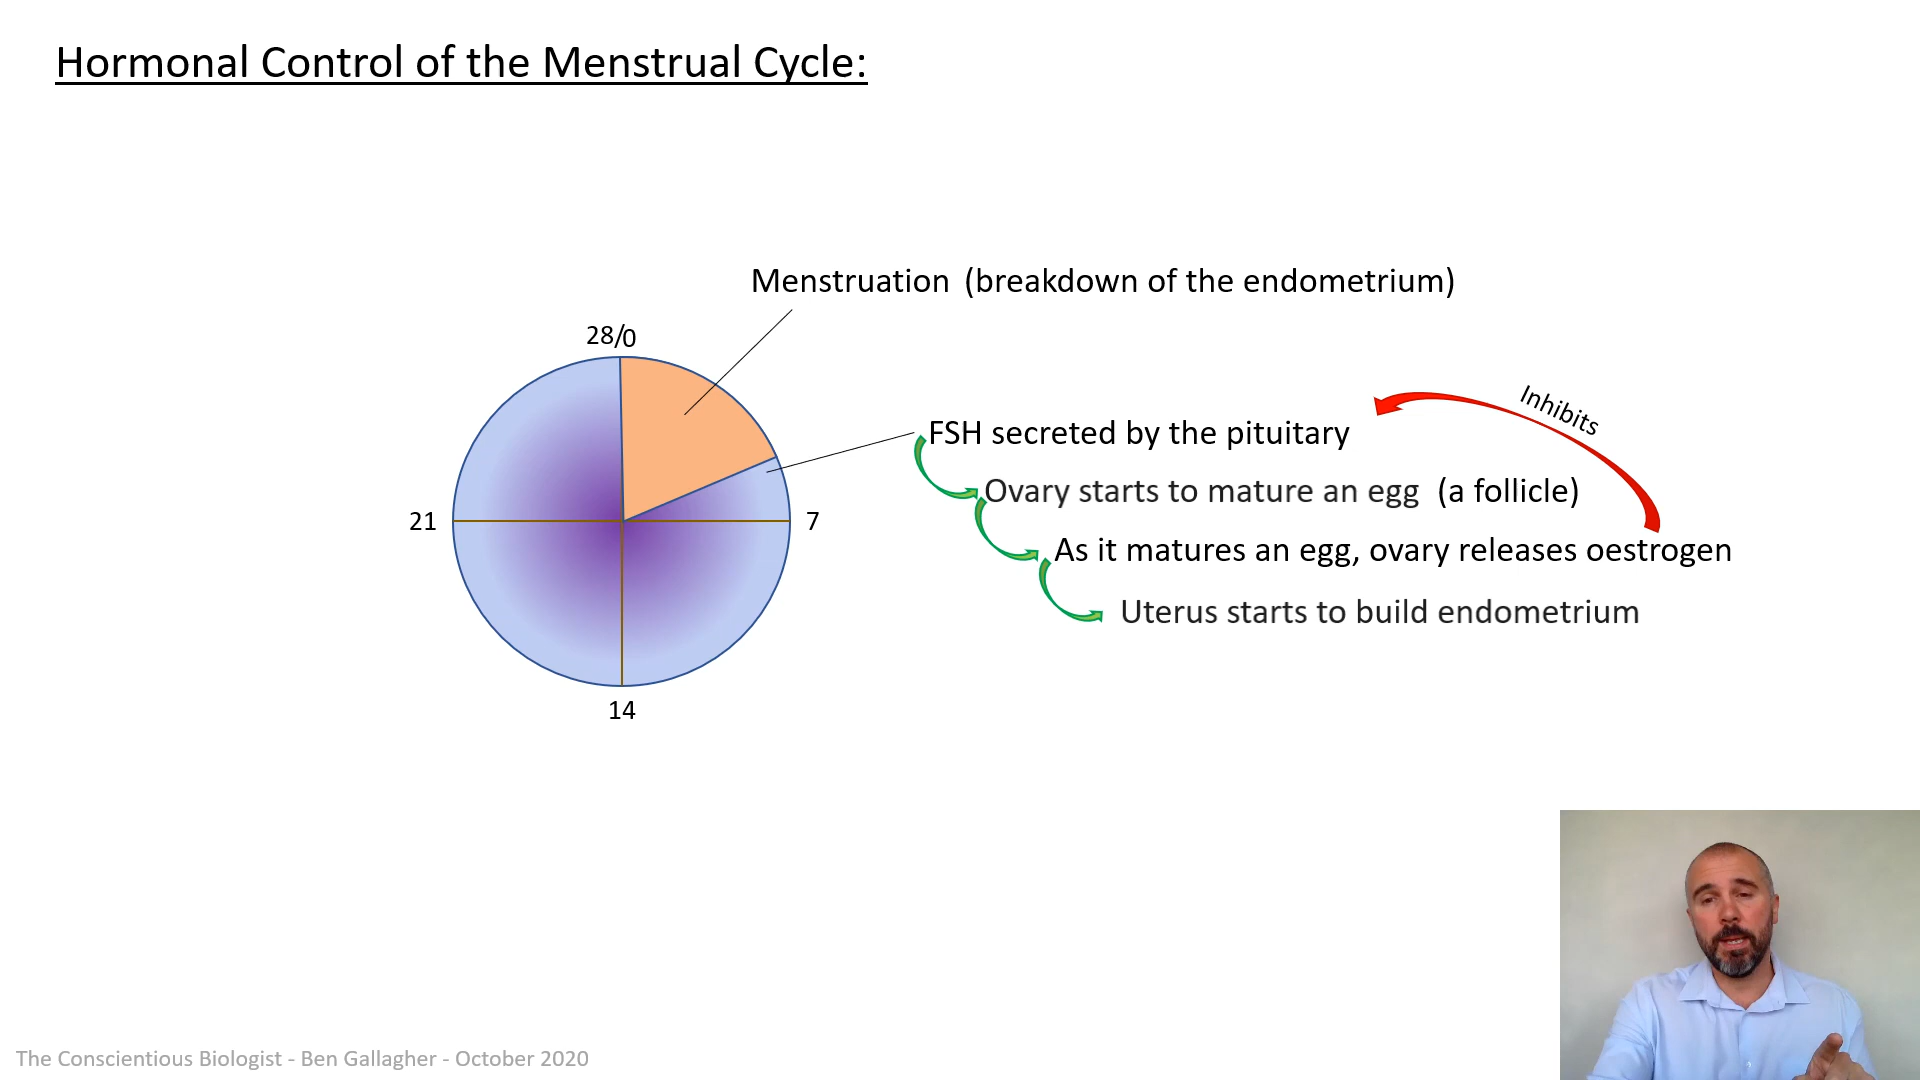 Hormonal Control of the Menstrual Cycle:
Menstruation (breakdown of the endometrium)
28/0
Inhibits
FSH secreted by the pituitary
Ovary starts to mature an egg (a follicle)
21
7
As it matures an egg, ovary releases oestrogen
Uterus starts to build endometrium
14
The Conscientious Biologist - Ben Gallagher - October 2020